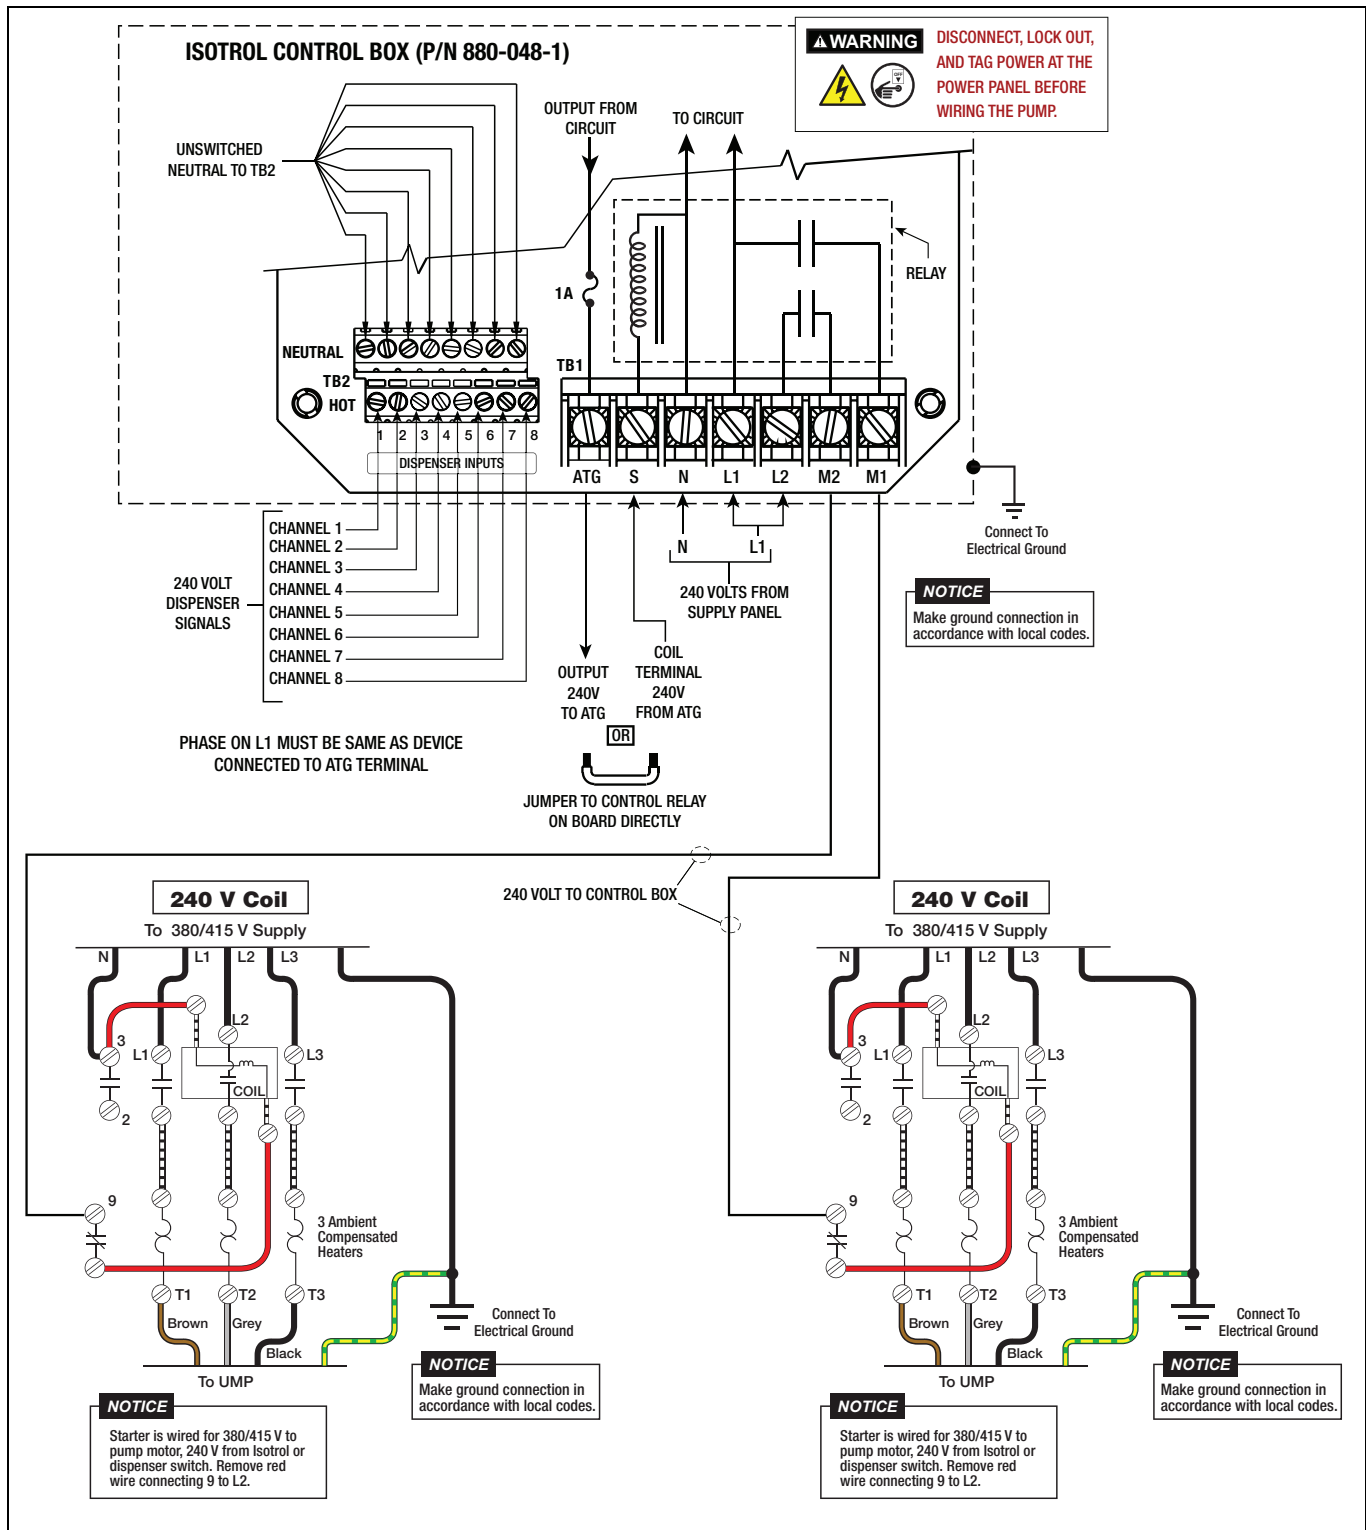 ISOTROL CONTROL BOX (P/N 880-048-1)
WARNING
DISCONNECT, LOCK OUT,
AND TAG POWER AT THE
POWER PANEL BEFORE
WIRING THE PUMP.
OFF
UNSWITCHED
NEUTRAL TO TB2
OUTPUT FROM
CIRCUIT
TO CIRCUIT
RELAY
1A
NEUTRAL
TB2
HOT
TB1
1 2 3 4 5 6 7 8
DISPENSER INPUTS
ATG S N L1 L2 M2 M1
Connect To
Electrical Ground
NOTICE
Make ground connection in
accordance with local codes.
240 VOLT
DISPENSER
SIGNALS
CHANNEL 1
CHANNEL 2
CHANNEL 3
CHANNEL 4
CHANNEL 5
CHANNEL 6
CHANNEL 7
CHANNEL 8
N L1
240 VOLTS FROM
SUPPLY PANEL
OUTPUT
240V
TO ATG
COIL
TERMINAL
240V
FROM ATG
OR
JUMPER TO CONTROL RELAY
ON BOARD DIRECTLY
PHASE ON L1 MUST BE SAME AS DEVICE
CONNECTED TO ATG TERMINAL
240 VOLT TO CONTROL BOX
240 V Coil
To 380/415 V Supply
N L1 L2 L3
L2
3
L1
L3
COIL
2
9
3 Ambient
Compensated
Heaters
T1 T2 T3
Brown
Grey
Black
To UMP
Connect To
Electrical Ground
NOTICE
Make ground connection in
accordance with local codes.
NOTICE
Starter is wired for 380/415 V to
pump motor, 240 V from Isotrol or
dispenser switch. Remove red
wire connecting 9 to L2.
240 V Coil
To 380/415 V Supply
N L1 L2 L3
L2
3
L1
L3
COIL
2
9
3 Ambient
Compensated
Heaters
T1 T2 T3
Brown
Grey
Black
To UMP
Connect To
Electrical Ground
NOTICE
Make ground connection in
accordance with local codes.
NOTICE
Starter is wired for 380/415 V to
pump motor, 240 V from Isotrol or
dispenser switch. Remove red
wire connecting 9 to L2.